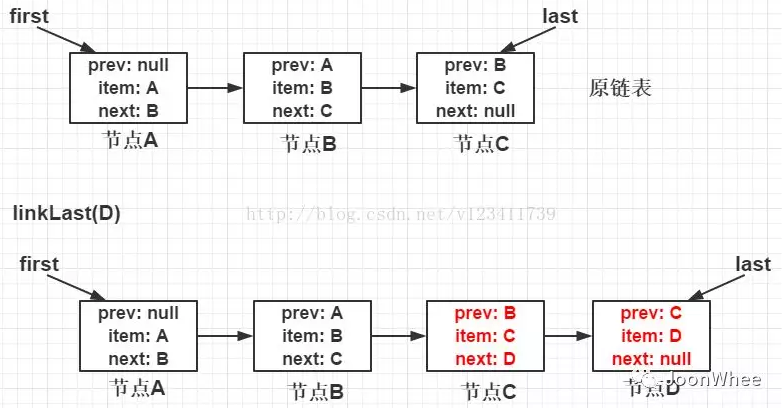 first
last
prev: null
item: A
next: B
prev: A
item: B
next: C
prev: B
item: C
next: null
原链表
节点A
节点B
节点C
linkLast(D)
http://blog.csdn.net/v123411739
first
last
prev: null
item: A
next: B
prev: A
item: B
next: C
prev: B
item: C
next: D
prev: C
item: D
next: null
节点A
节点B
节点C
节点D
JoonWhee